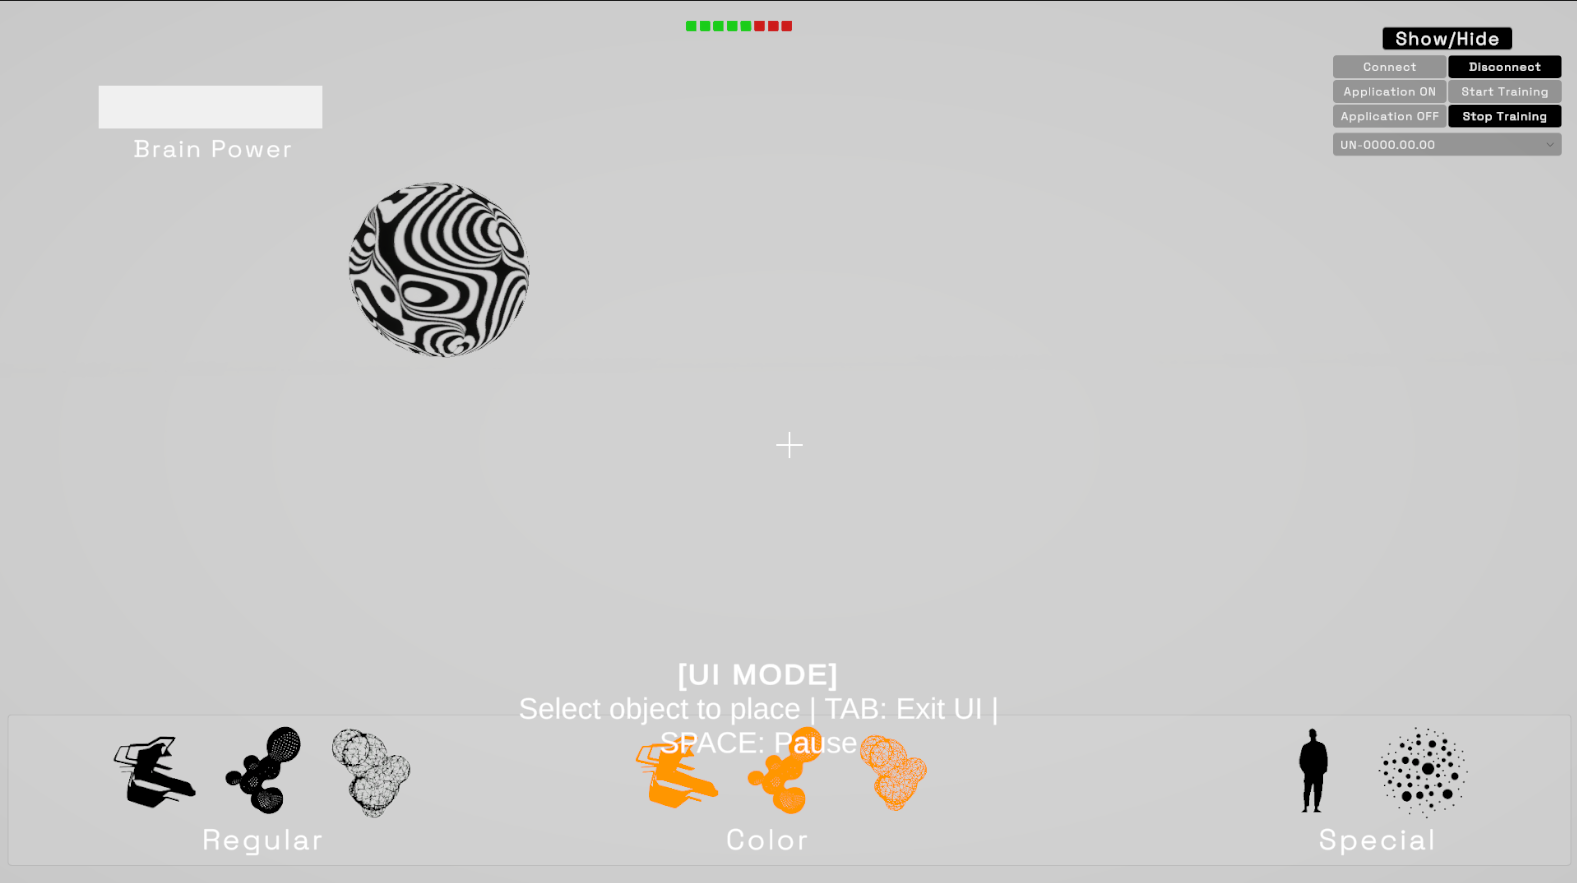 Show/Hide
Connect
Disconnect
Application ON
Start Training
Application OFF
Stop Training
UN-0000.00.00
Brain Power
[UI MODE]
Select object to place | TAB: Exit UI |
SPACE: Pause
Regular
Color
Special